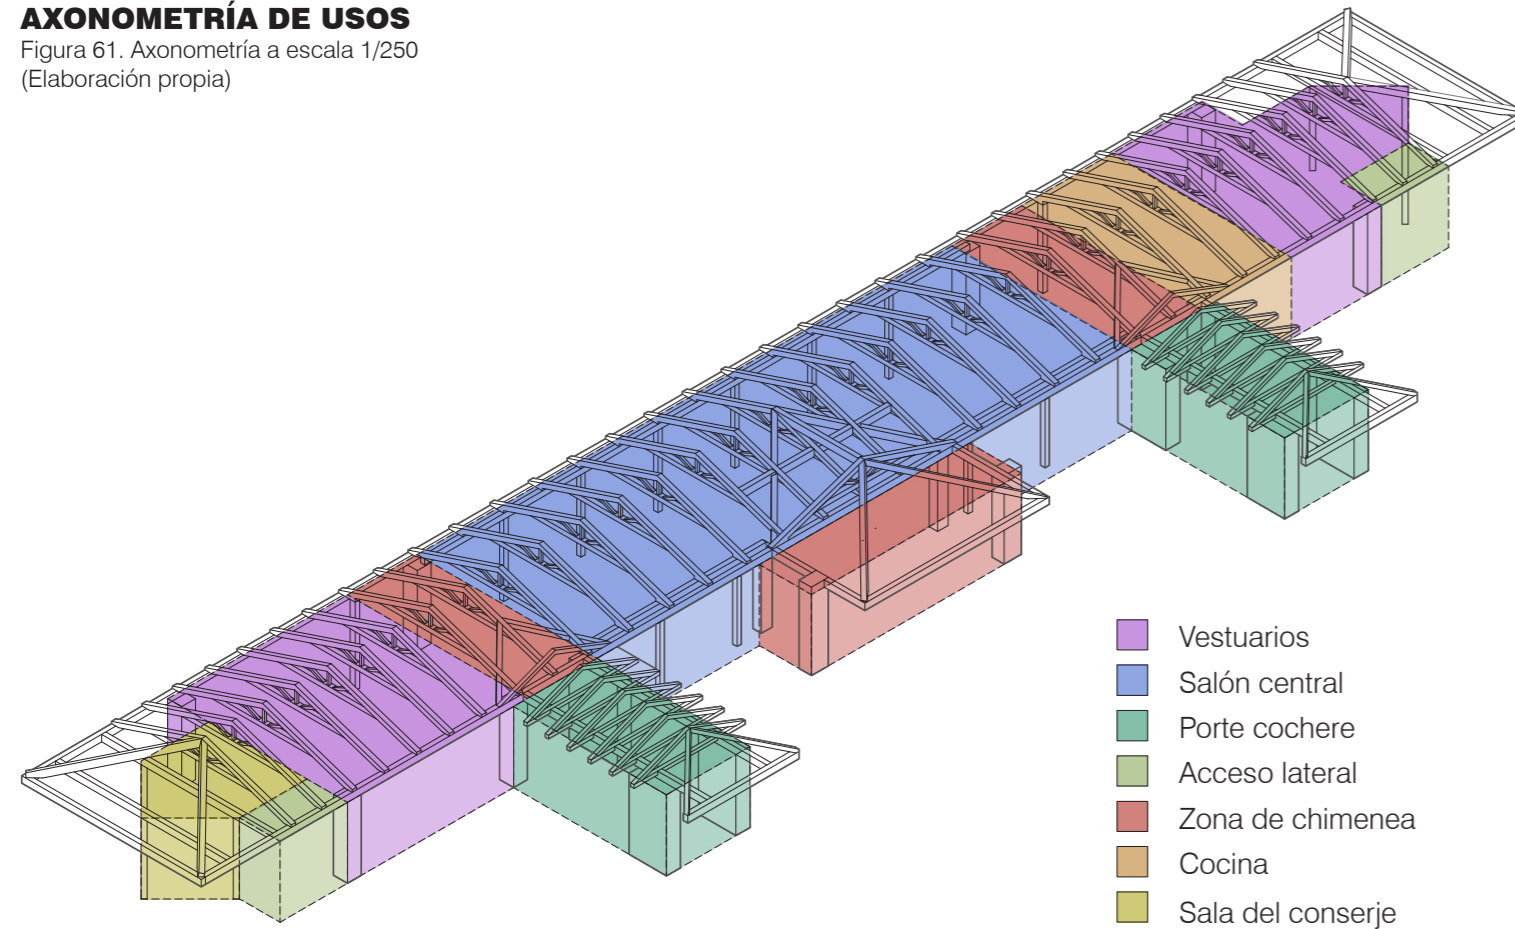 AXONOMETRÍA DE USOS
Figura 61. Axonometría a escala 1/250
(Elaboración propia)
Vestuarios
Salón central
Porte cochere
Acceso lateral
Zona de chimenea
Cocina
Sala del conserje